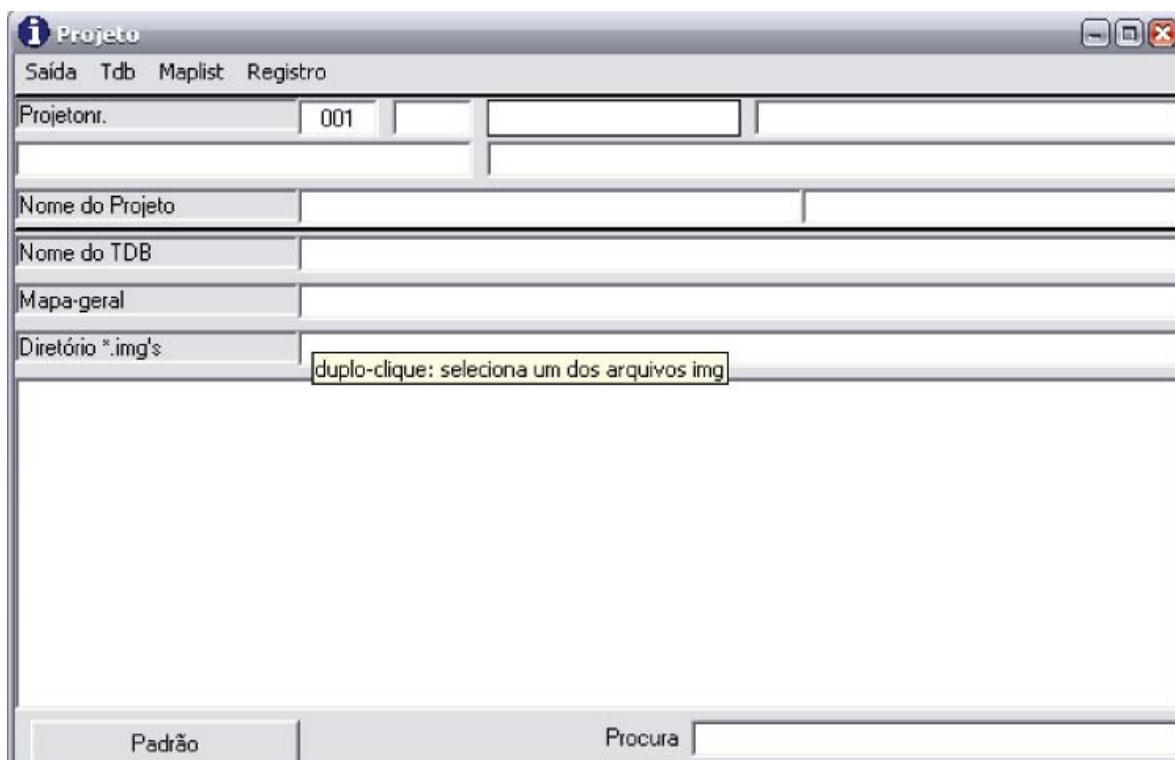 Projeto
Saída Tdb Maplist Registro
Projetonr. 001
Nome do Projeto
Nome do TDB
Mapa-geral
Diretório *.img's
duplo-clique: seleciona um dos arquivos img
Padrão Procura